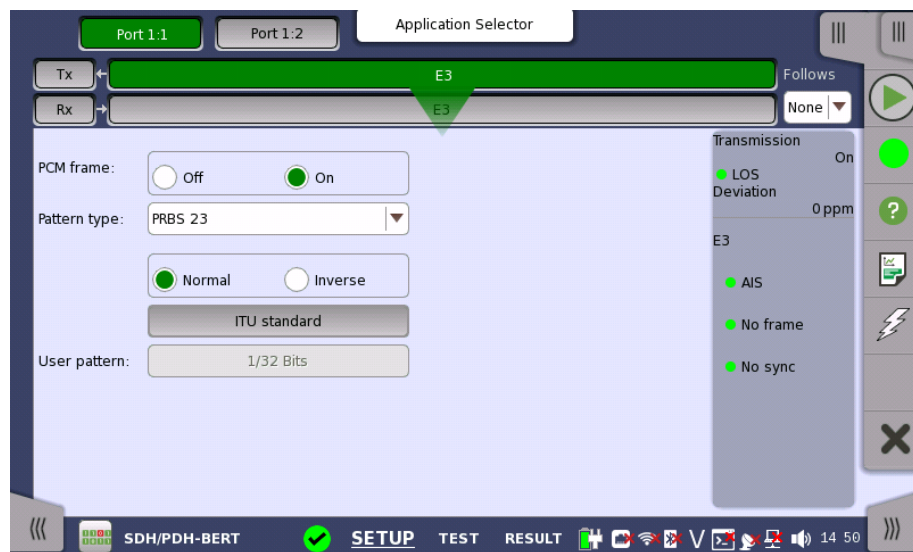 Port 1:1
Port 1:2
Application Selector
Tx
E3
Follows
Rx
E3
None
PCM frame:
Off
On
Pattern type:
PRBS 23
Normal
Inverse
ITU standard
User pattern:
1/32 Bits
Transmission
On
LOS
Deviation
0 ppm
E3
AIS
No frame
No sync
SDH/PDH-BERT
SETUP
TEST
RESULT
V
14 50